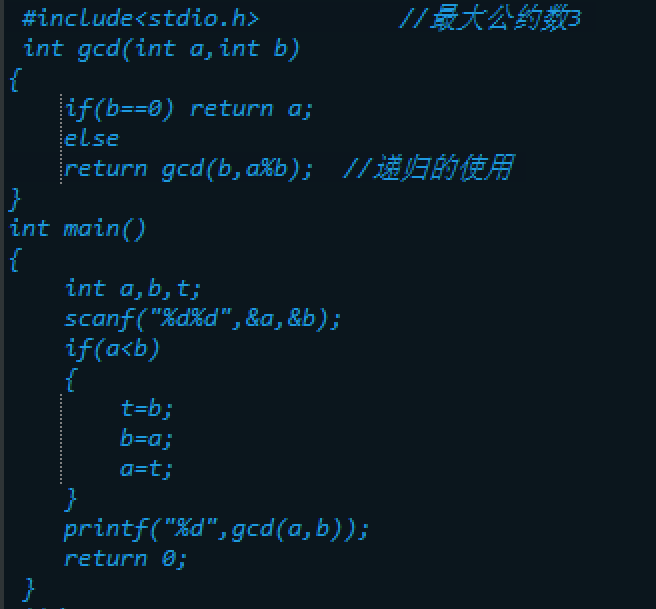 #include<stdio.h> //最大公约数3
int gcd(int a,int b)
{
if(b==0) return a;
else
return gcd(b,a%b); //递归的使用
}
int main()
{
int a,b,t;
scanf("%d%d",&a,&b);
if(a<b)
{
t=b;
b=a;
a=t;
}
printf("%d",gcd(a,b));
return 0;
}